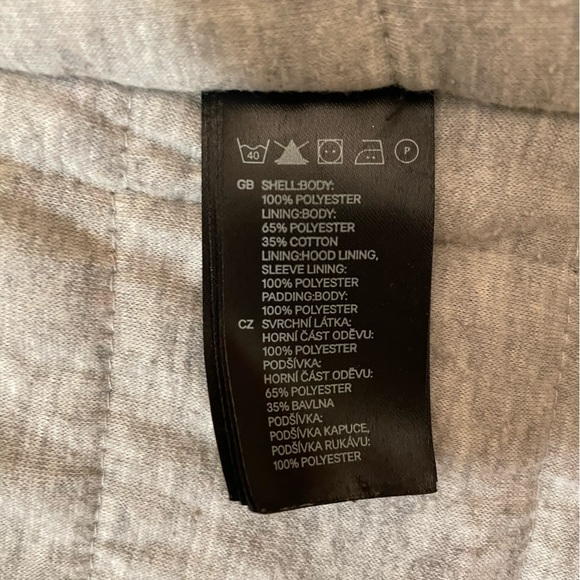 40 P
GB SHELL:BODY:
100% POLYESTER
LINING:BODY:
65% POLYESTER
35% COTTON
LINING:HOOD LINING,
SLEEVE LINING:
100% POLYESTER
PADDING:BODY:
100% POLYESTER
CZ SVRCHNÍ LÁTKA:
HORNÍ ČÁST ODĚVU:
100% POLYESTER
PODŠÍVKA:
HORNÍ ČÁST ODĚVU:
65% POLYESTER
35% BAVLNA
PODŠÍVKA:
PODŠÍVKA KAPUCE,
PODŠÍVKA RUKÁVU:
100% POLYESTER